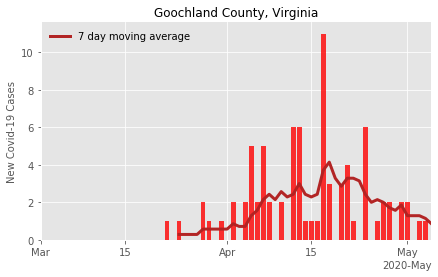 Goochland County, Virginia
7 day moving average
New Covid-19 Cases
10
8
6
4
2
0
Mar
15
Apr
15
May
2020-May